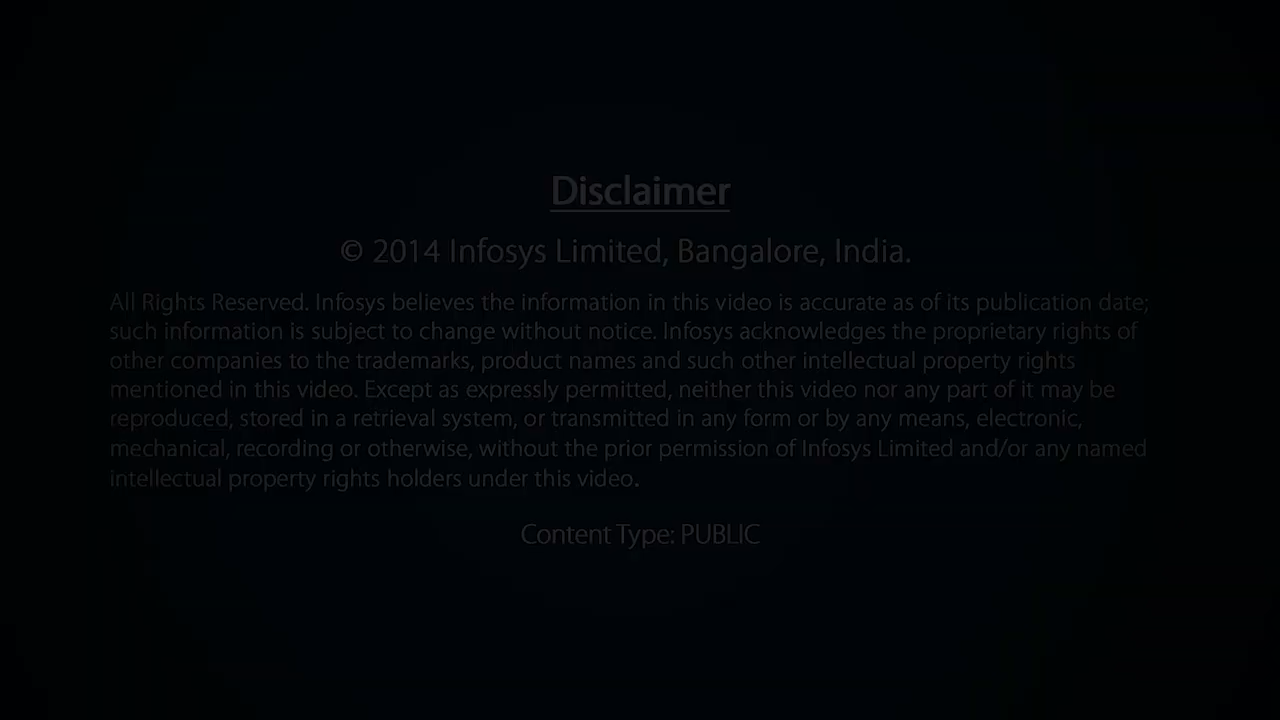 Disclaimer
© 2014 Infosys Limited, Bangalore, India.
All Rights Reserved. Infosys believes the information in this video is accurate as of its publication date;
such information is subject to change without notice. Infosys acknowledges the proprietary rights of
other companies to the trademarks, product names and such other intellectual property rights
mentioned in this video. Except as expressly permitted, neither this video nor any part of it may be
reproduced, stored in a retrieval system, or transmitted in any form or by any means, electronic,
mechanical, recording or otherwise, without the prior permission of Infosys Limited and/or any named
intellectual property rights holders under this video.
Content Type: PUBLIC